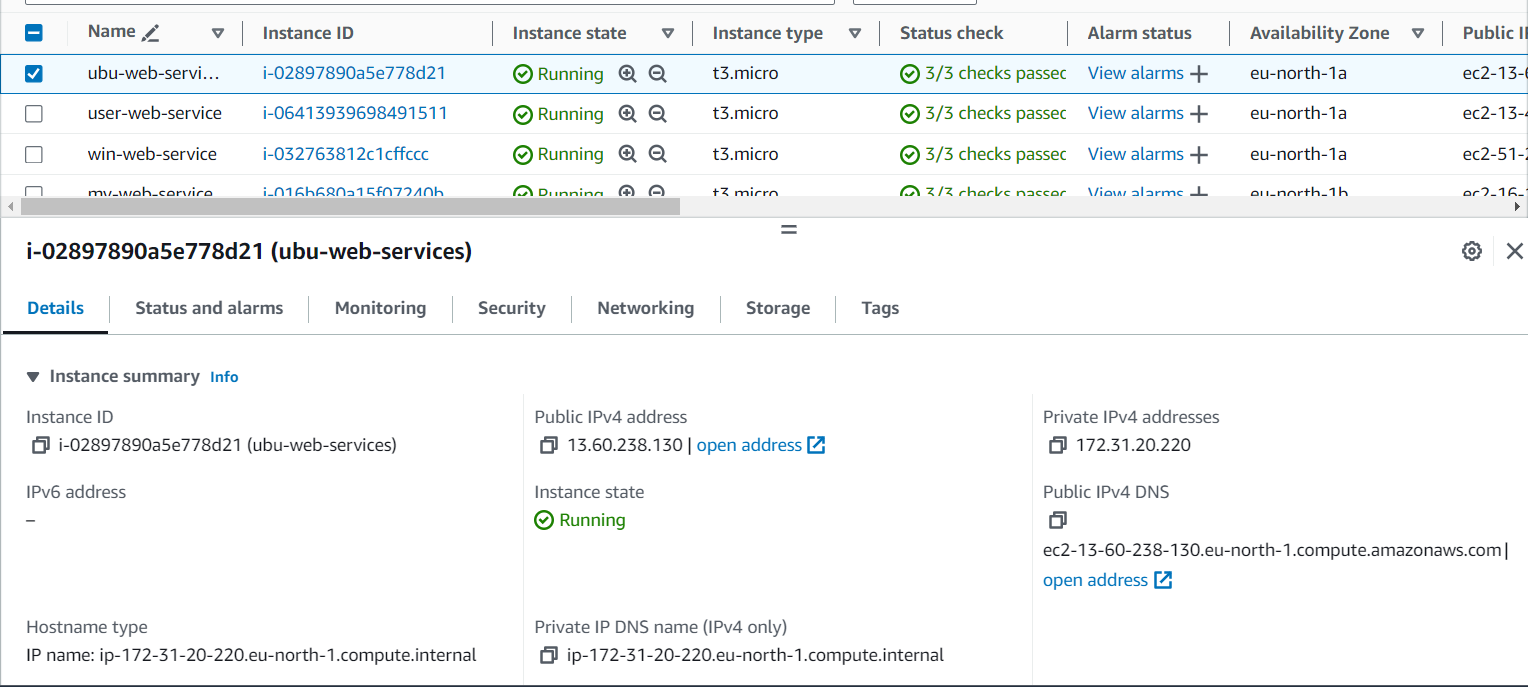 Name Instance ID Instance state Instance type Status check Alarm status Availability Zone Public
ubu-web-servi... i-02897890a5e778d21 Running t3.micro 3/3 checks passed View alarms eu-north-1a ec2-13-6
user-web-service i-06413939698491511 Running t3.micro 3/3 checks passed View alarms eu-north-1a ec2-13-4
win-web-service i-032763812c1cffccc Running t3.micro 3/3 checks passed View alarms eu-north-1a ec2-51-2
my-web-service i-016b680a15f07240b Running t3.micro 3/3 checks passed View alarms eu-north-1b ec2-16-
i-02897890a5e778d21 (ubu-web-services)
Details Status and alarms Monitoring Security Networking Storage Tags
Instance summary Info
Instance ID Public IPv4 address Private IPv4 addresses
i-02897890a5e778d21 (ubu-web-services) 13.60.238.130 | open address 172.31.20.220
IPv6 address Instance state Public IPv4 DNS
– Running
ec2-13-60-238-130.eu-north-1.compute.amazonaws.com |
open address
Hostname type Private IP DNS name (IPv4 only)
IP name: ip-172-31-20-220.eu-north-1.compute.internal ip-172-31-20-220.eu-north-1.compute.internal